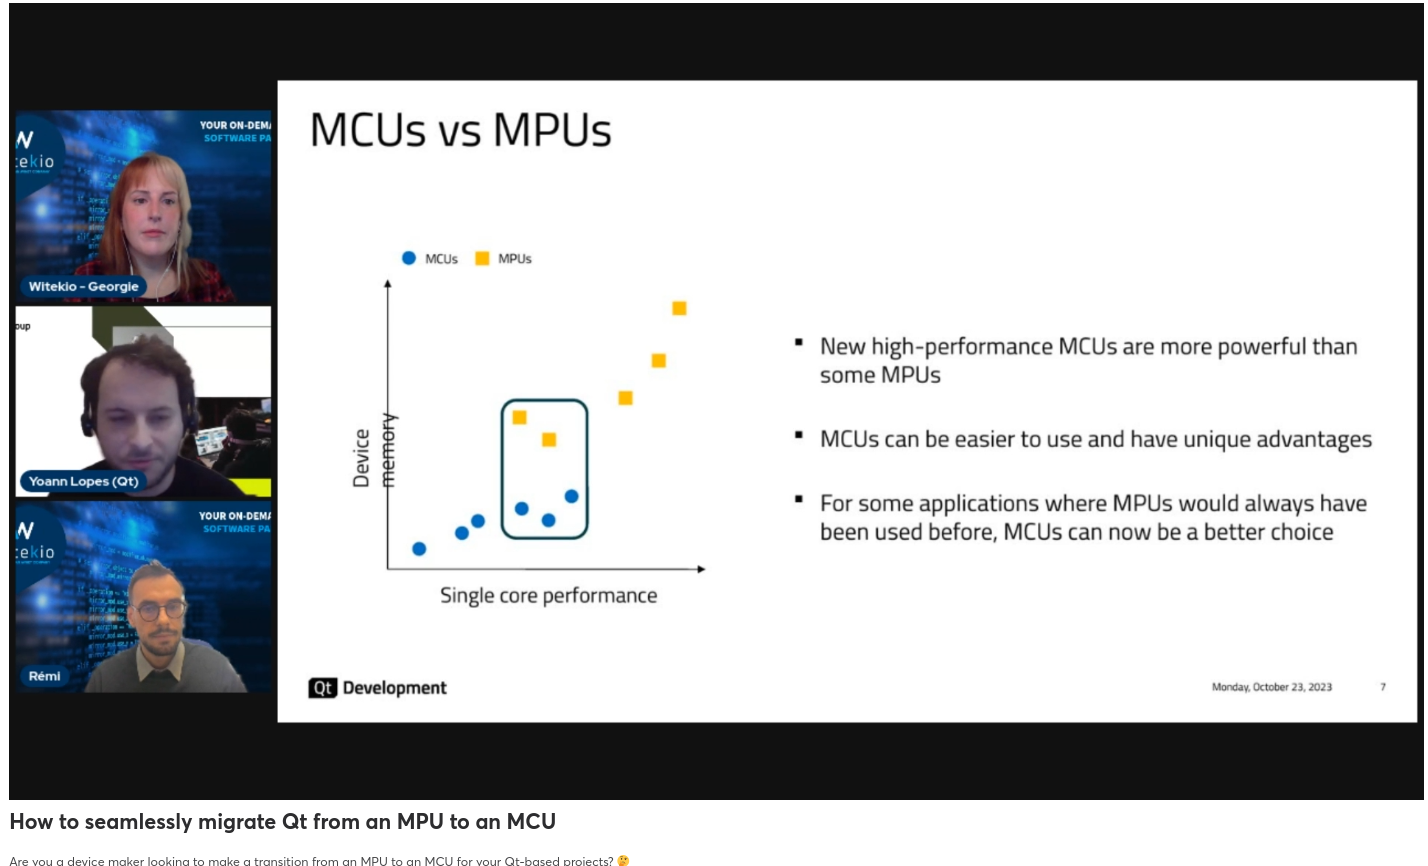 YOUR ON-DEMA
SOFTWARE PA
W
tekio
Witekio - Georgie
oup
Yoann Lopes (Qt)
YOUR ON-DEMA
SOFTWARE PA
W
tekio
Rémi
MCUs vs MPUs
MCUs MPUs
Device
memory
Single core performance
▪ New high-performance MCUs are more powerful than
some MPUs
▪ MCUs can be easier to use and have unique advantages
▪ For some applications where MPUs would always have
been used before, MCUs can now be a better choice
Qt Development
Monday, October 23, 2023 7
How to seamlessly migrate Qt from an MPU to an MCU
Are you a device maker looking to make a transition from an MPU to an MCU for your Qt-based projects? 🤔